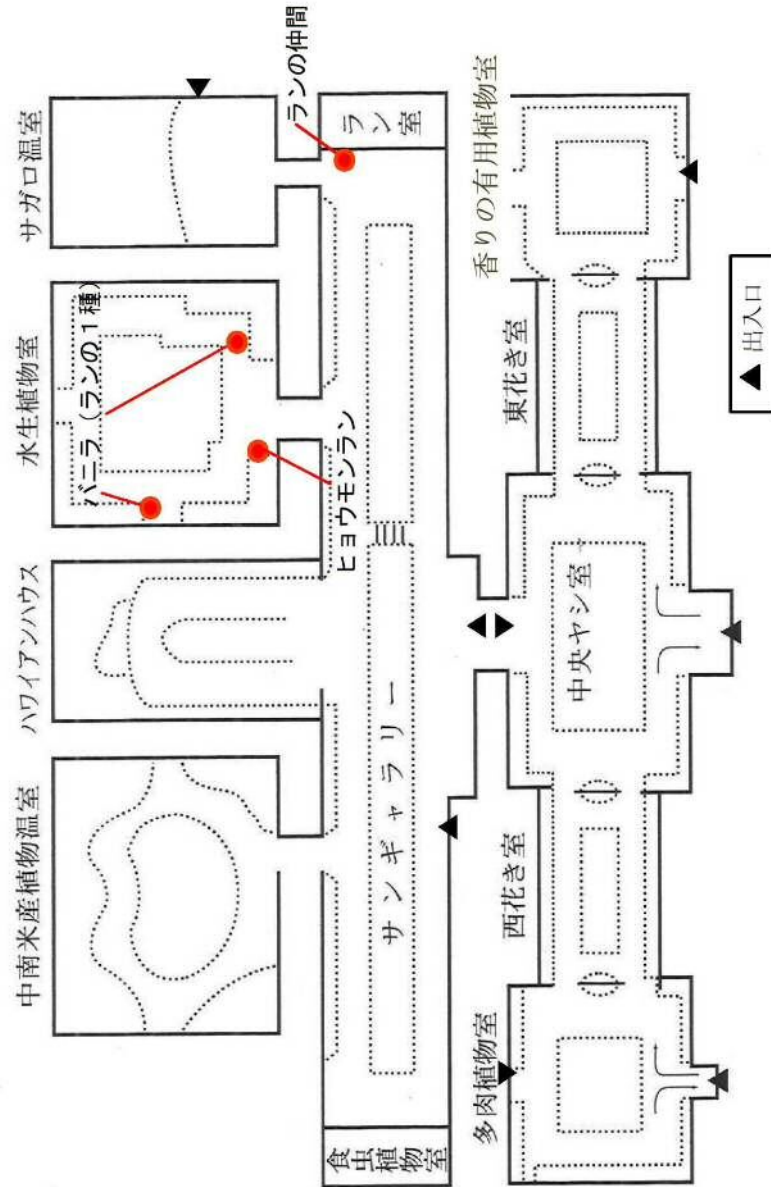 中南米産植物温室
ハワイアンハウス
水生植物室
サガロ温室
バニラ（ランの１種）
ヒョウモンラン
ランの仲間
ラン室
サンギャラリー
食虫植物室
多肉植物室
西花き室
中央ヤシ室
東花き室
香りの有用植物室
▲ 出入口